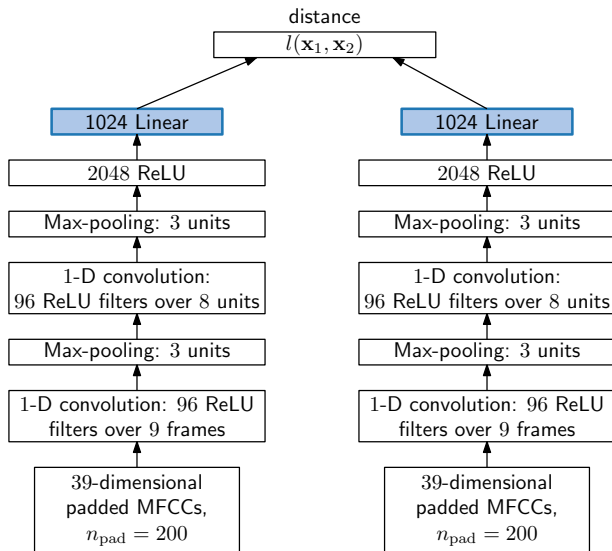 distance
l(x₁, x₂)
1024 Linear
2048 ReLU
Max-pooling: 3 units
1-D convolution:
96 ReLU filters over 8 units
Max-pooling: 3 units
1-D convolution: 96 ReLU
filters over 9 frames
39-dimensional
padded MFCCs,
n_pad = 200
1024 Linear
2048 ReLU
Max-pooling: 3 units
1-D convolution:
96 ReLU filters over 8 units
Max-pooling: 3 units
1-D convolution: 96 ReLU
filters over 9 frames
39-dimensional
padded MFCCs,
n_pad = 200